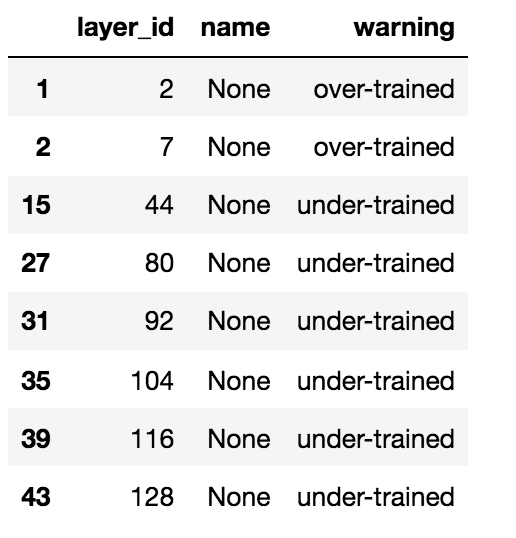 layer_id name warning
1 2 None over-trained
2 7 None over-trained
15 44 None under-trained
27 80 None under-trained
31 92 None under-trained
35 104 None under-trained
39 116 None under-trained
43 128 None under-trained